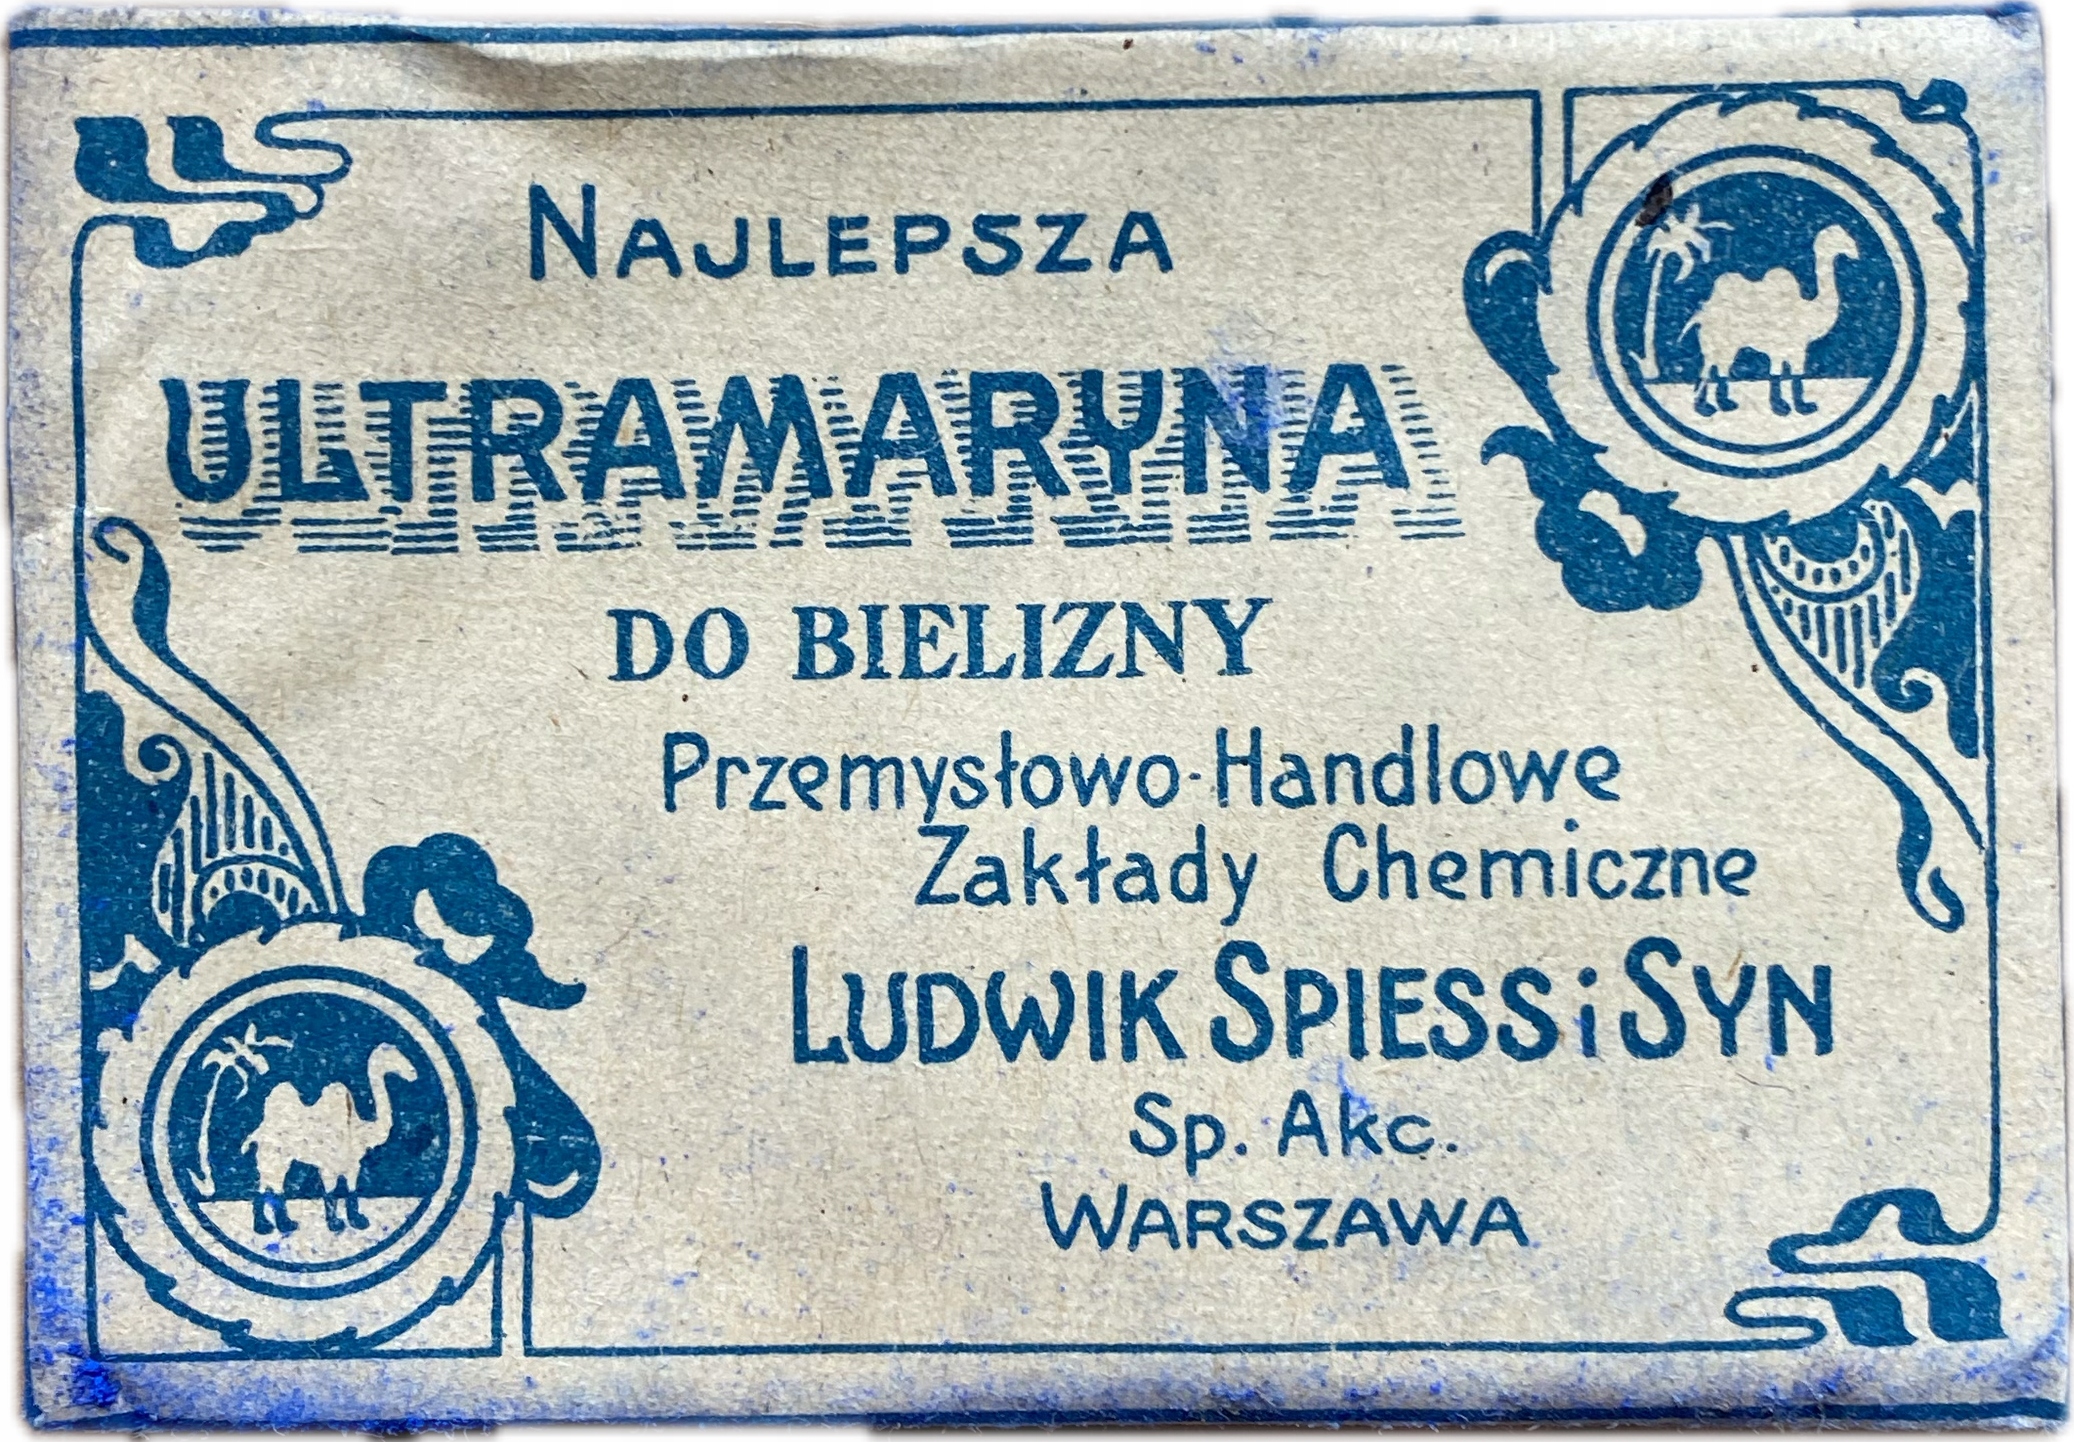 NAJLEPSZA
ULTRAMARYNA
DO BIELIZNY
Przemysłowo-Handlowe
Zakłady Chemiczne
LUDWIK SPIESS i SYN
Sp. Akc.
WARSZAWA